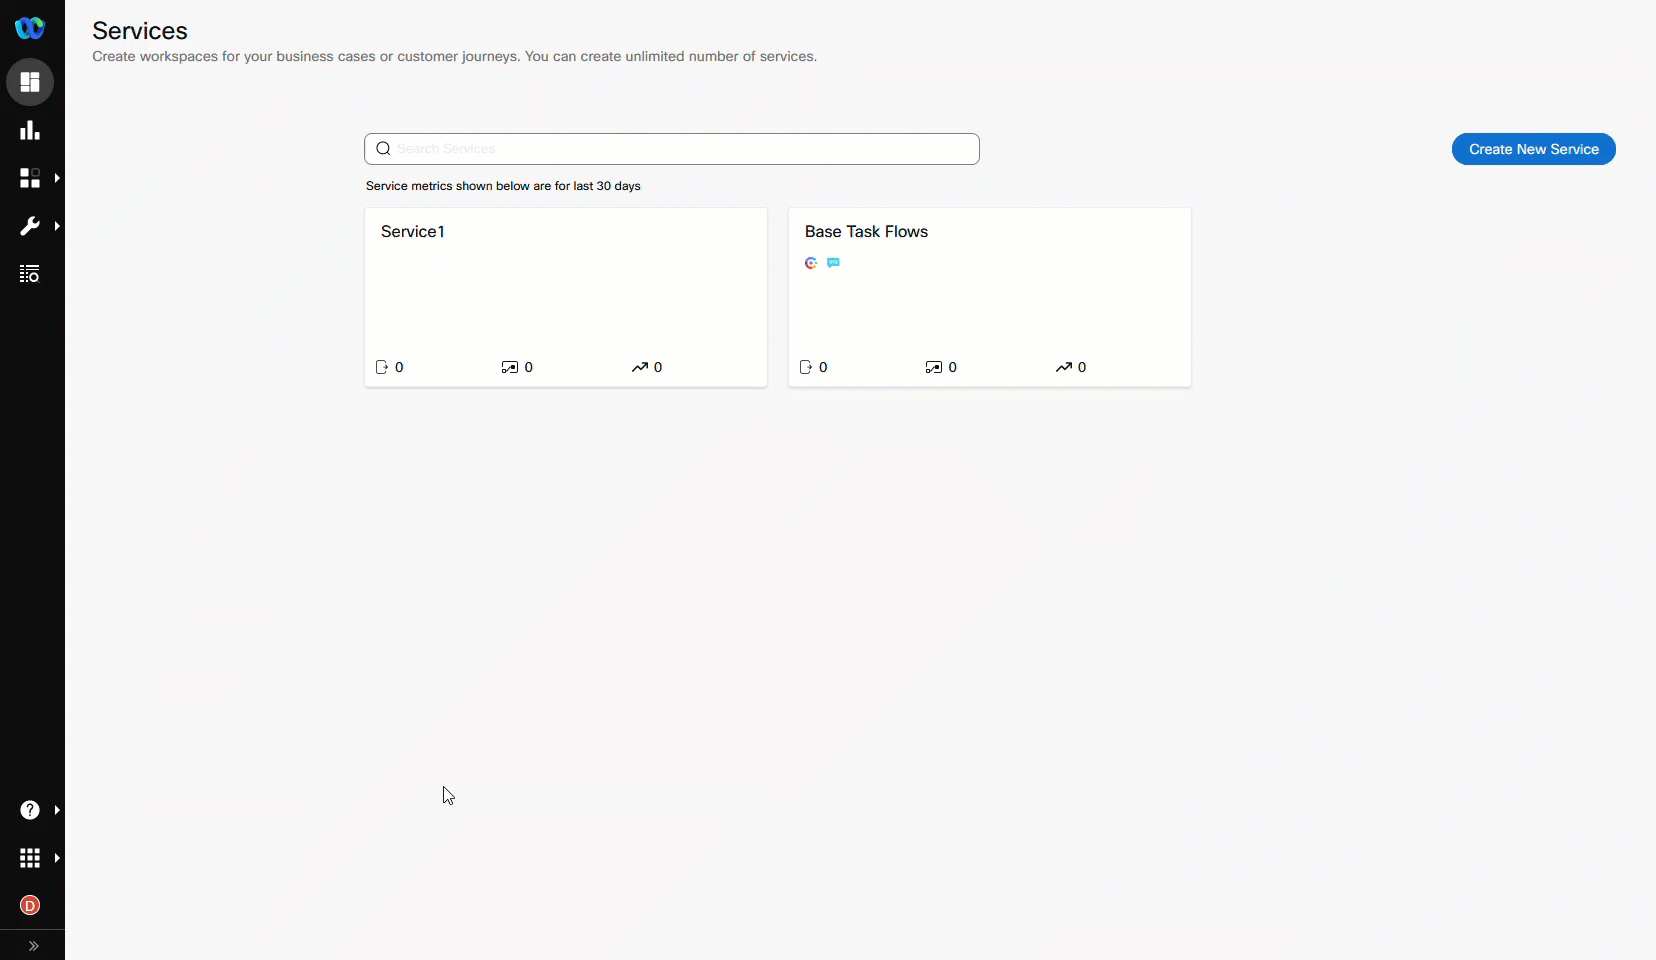 Services
Create workspaces for your business cases or customer journeys. You can create unlimited number of services.
Search Services
Create New Service
Service metrics shown below are for last 30 days
Service1
0
0
0
Base Task Flows
0
0
0
?
D